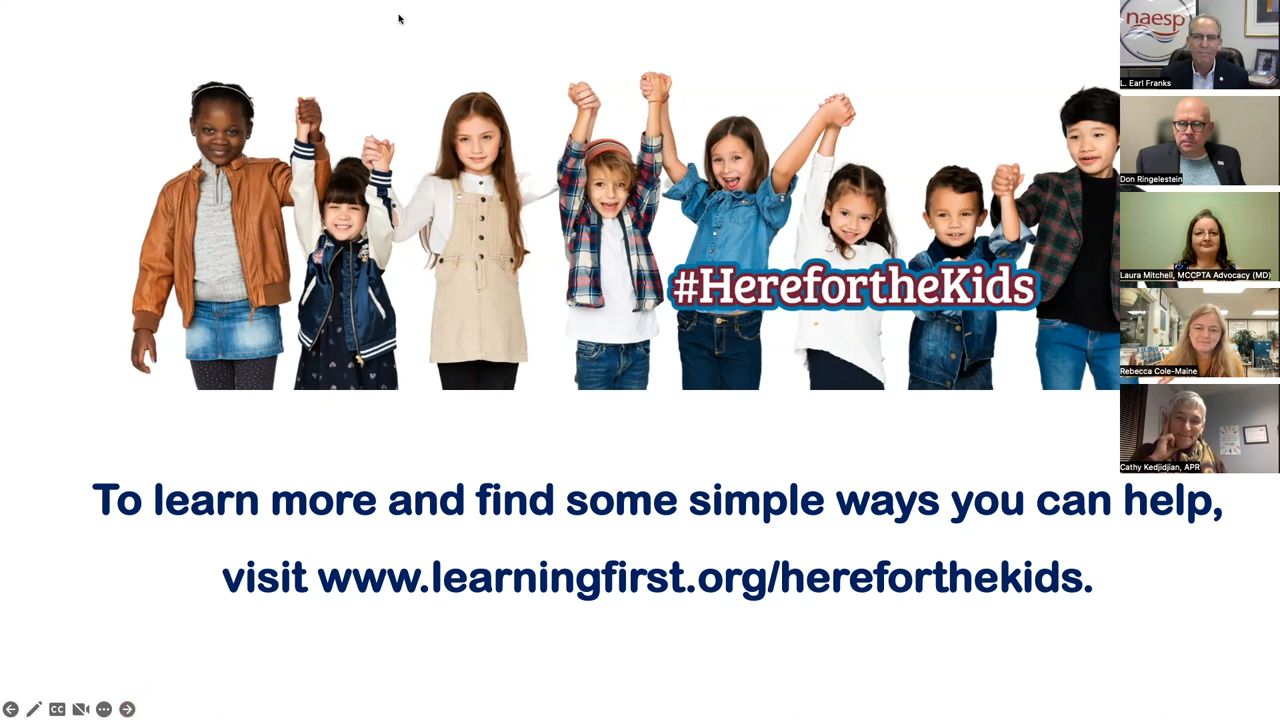 #HerefortheKids
To learn more and find some simple ways you can help,
visit www.learningfirst.org/hereforthekids.
naesp
L. Earl Franks
Don Ringelestein
Laura Mitchell, MCCPTA Advocacy (MD)
Rebecca Cole-Maine
Cathy Kedjidjian, APR
CC